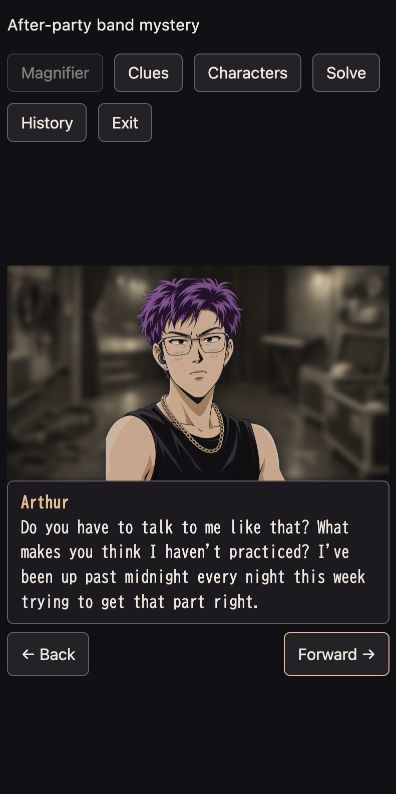 After-party band mystery
Magnifier
Clues
Characters
Solve
History
Exit
Arthur
Do you have to talk to me like that? What
makes you think I haven't practiced? I've
been up past midnight every night this week
trying to get that part right.
← Back
Forward →